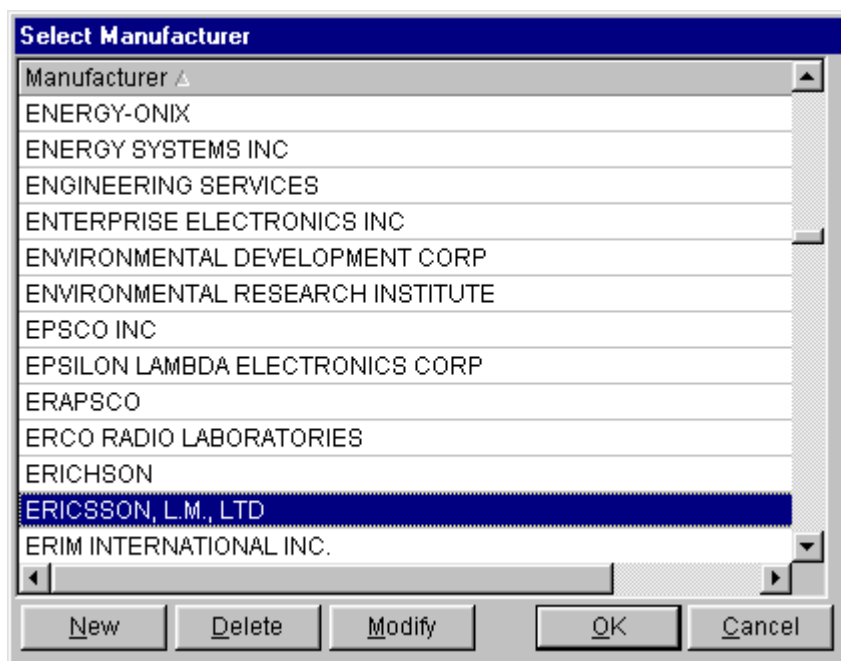 Select Manufacturer
Manufacturer
ENERGY-ONIX
ENERGY SYSTEMS INC
ENGINEERING SERVICES
ENTERPRISE ELECTRONICS INC
ENVIRONMENTAL DEVELOPMENT CORP
ENVIRONMENTAL RESEARCH INSTITUTE
EPSCO INC
EPSILON LAMBDA ELECTRONICS CORP
ERAPSCO
ERCO RADIO LABORATORIES
ERICHSON
ERICSSON, L.M., LTD
ERIM INTERNATIONAL INC.
New Delete Modify OK Cancel